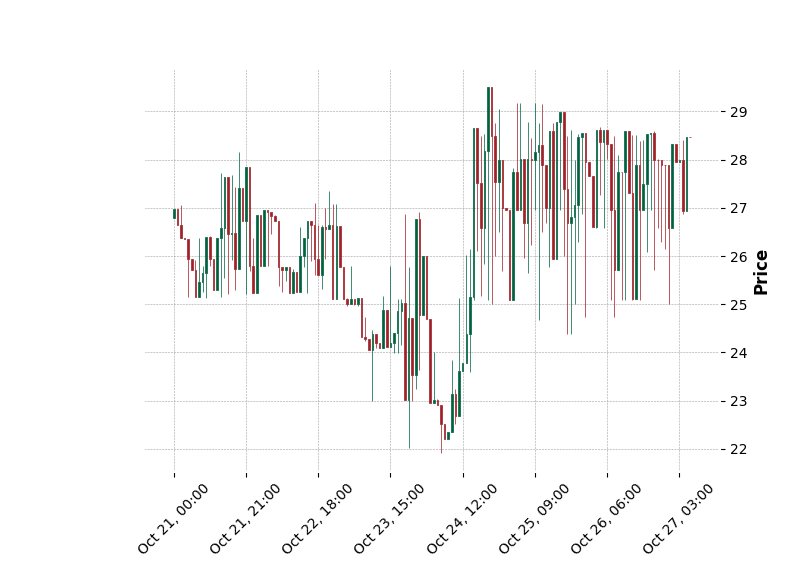 29
28
27
26
25
24
23
22
Price
Oct 21, 00:00
Oct 21, 21:00
Oct 22, 18:00
Oct 23, 15:00
Oct 24, 12:00
Oct 25, 09:00
Oct 26, 06:00
Oct 27, 03:00